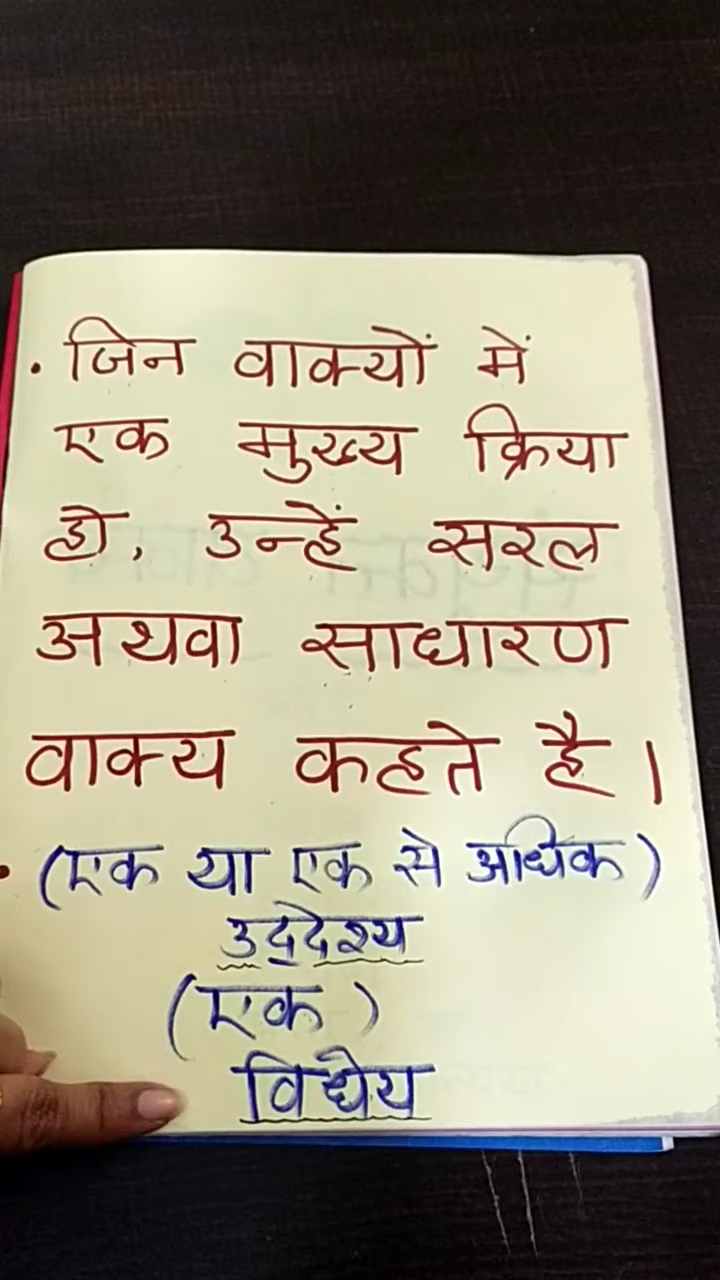 • जिन वाक्यों में
एक मुख्य क्रिया
हो, उन्हें सरल
अथवा साधारण
वाक्य कहते है।
• (एक या एक से अधिक)
उद्देश्य
(एक)
विधेय